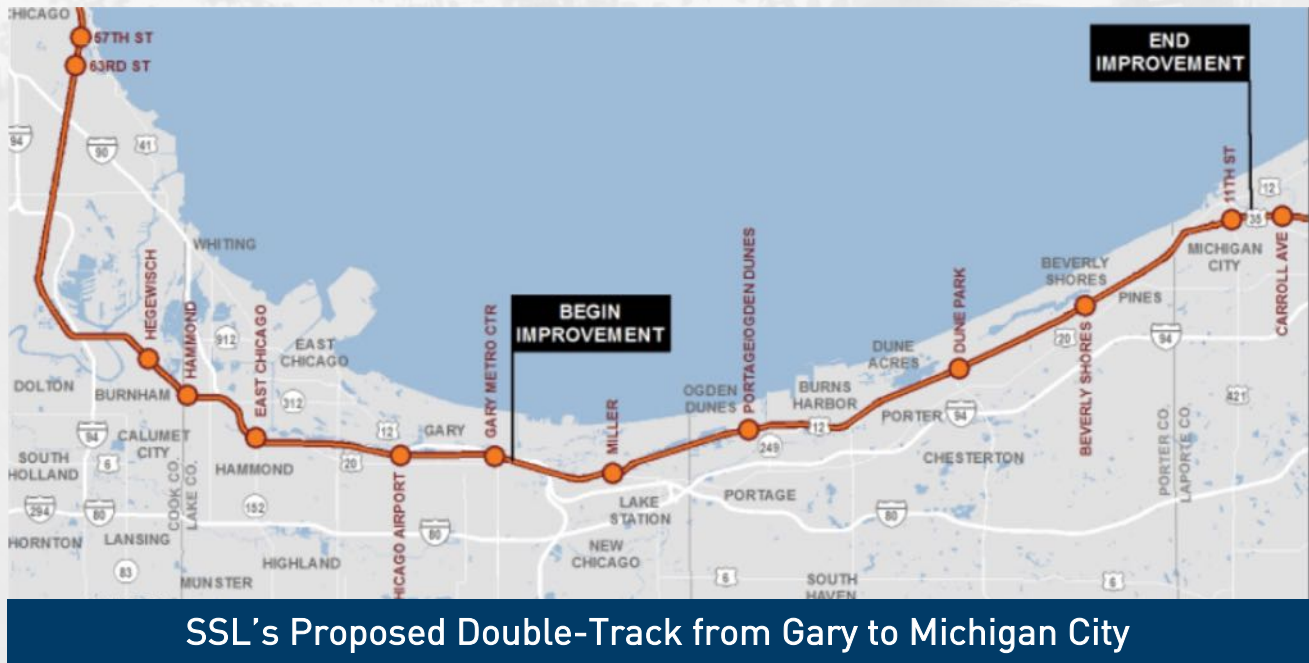 CHICAGO
57TH ST
63RD ST
94
90
41
WHITING
HEGEWISCH
HAMMOND
EAST CHICAGO
912
EAST
CHICAGO
312
DOLTON
BURNHAM
94
CALUMET
CITY
6
SOUTH
HOLLAND
HAMMOND
COOK CO.
LAKE CO.
152
294
80
HORNTON
LANSING
83
MUNSTER
HIGHLAND
12
GARY
20
HICAGO AIRPORT
80
GARY METRO CTR
BEGIN
IMPROVEMENT
MILLER
LAKE
STATION
NEW
CHICAGO
OGDEN
DUNES
PORTAGE/OGDEN DUNES
249
PORTAGE
BURNS
HARBOR
12
DUNE
ACRES
DUNE PARK
PORTER
94
CHESTERTON
80
6
SOUTH
HAVEN
BEVERLY
SHORES
PINES
20
BEVERLY SHORES
94
PORTER CO.
LAPORTE CO.
6
END
IMPROVEMENT
11TH ST
12
35
MICHIGAN
CITY
CARROLL AVE
421
SSL's Proposed Double-Track from Gary to Michigan City